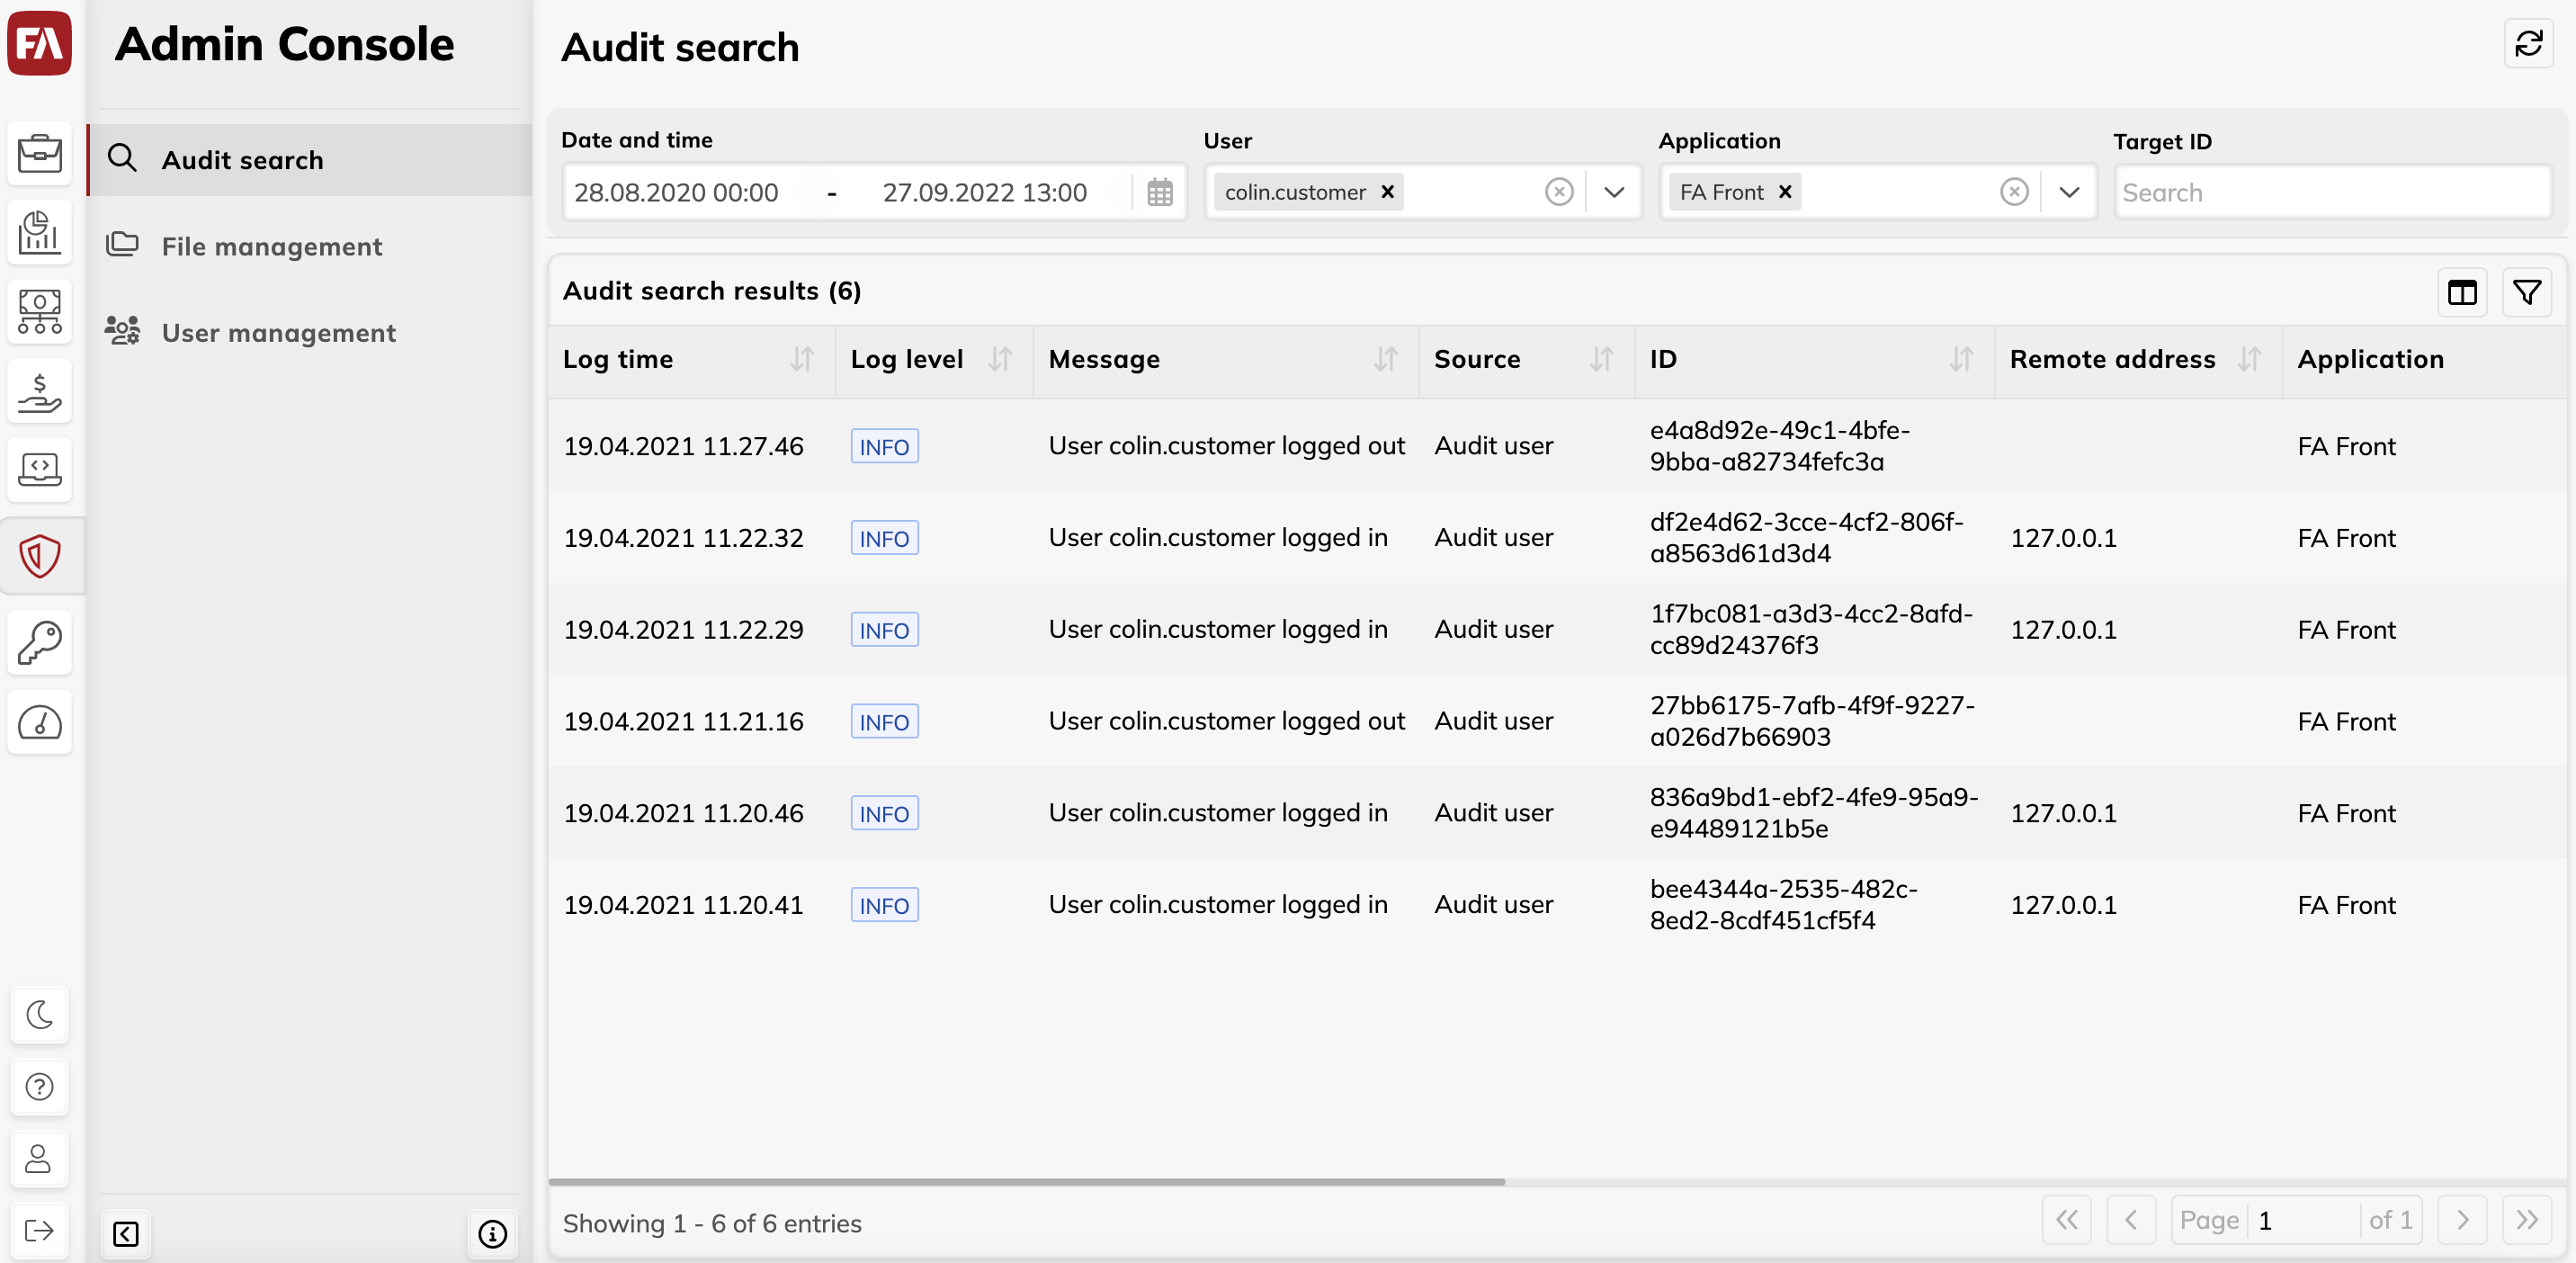 FA
Admin Console
Audit search
File management
User management
Audit search
Date and time
User
Application
Target ID
28.08.2020 00:00 - 27.09.2022 13:00
colin.customer
FA Front
Search
Audit search results (6)
Log time Log level Message Source ID Remote address Application
19.04.2021 11.27.46 INFO User colin.customer logged out Audit user e4a8d92e-49c1-4bfe- FA Front
9bba-a82734fefc3a
19.04.2021 11.22.32 INFO User colin.customer logged in Audit user df2e4d62-3cce-4cf2-806f- 127.0.0.1 FA Front
a8563d61d3d4
19.04.2021 11.22.29 INFO User colin.customer logged in Audit user 1f7bc081-a3d3-4cc2-8afd- 127.0.0.1 FA Front
cc89d24376f3
19.04.2021 11.21.16 INFO User colin.customer logged out Audit user 27bb6175-7afb-4f9f-9227- FA Front
a026d7b66903
19.04.2021 11.20.46 INFO User colin.customer logged in Audit user 836a9bd1-ebf2-4fe9-95a9- 127.0.0.1 FA Front
e94489121b5e
19.04.2021 11.20.41 INFO User colin.customer logged in Audit user bee4344a-2535-482c- 127.0.0.1 FA Front
8ed2-8cdf451cf5f4
Showing 1 - 6 of 6 entries
Page 1 of 1